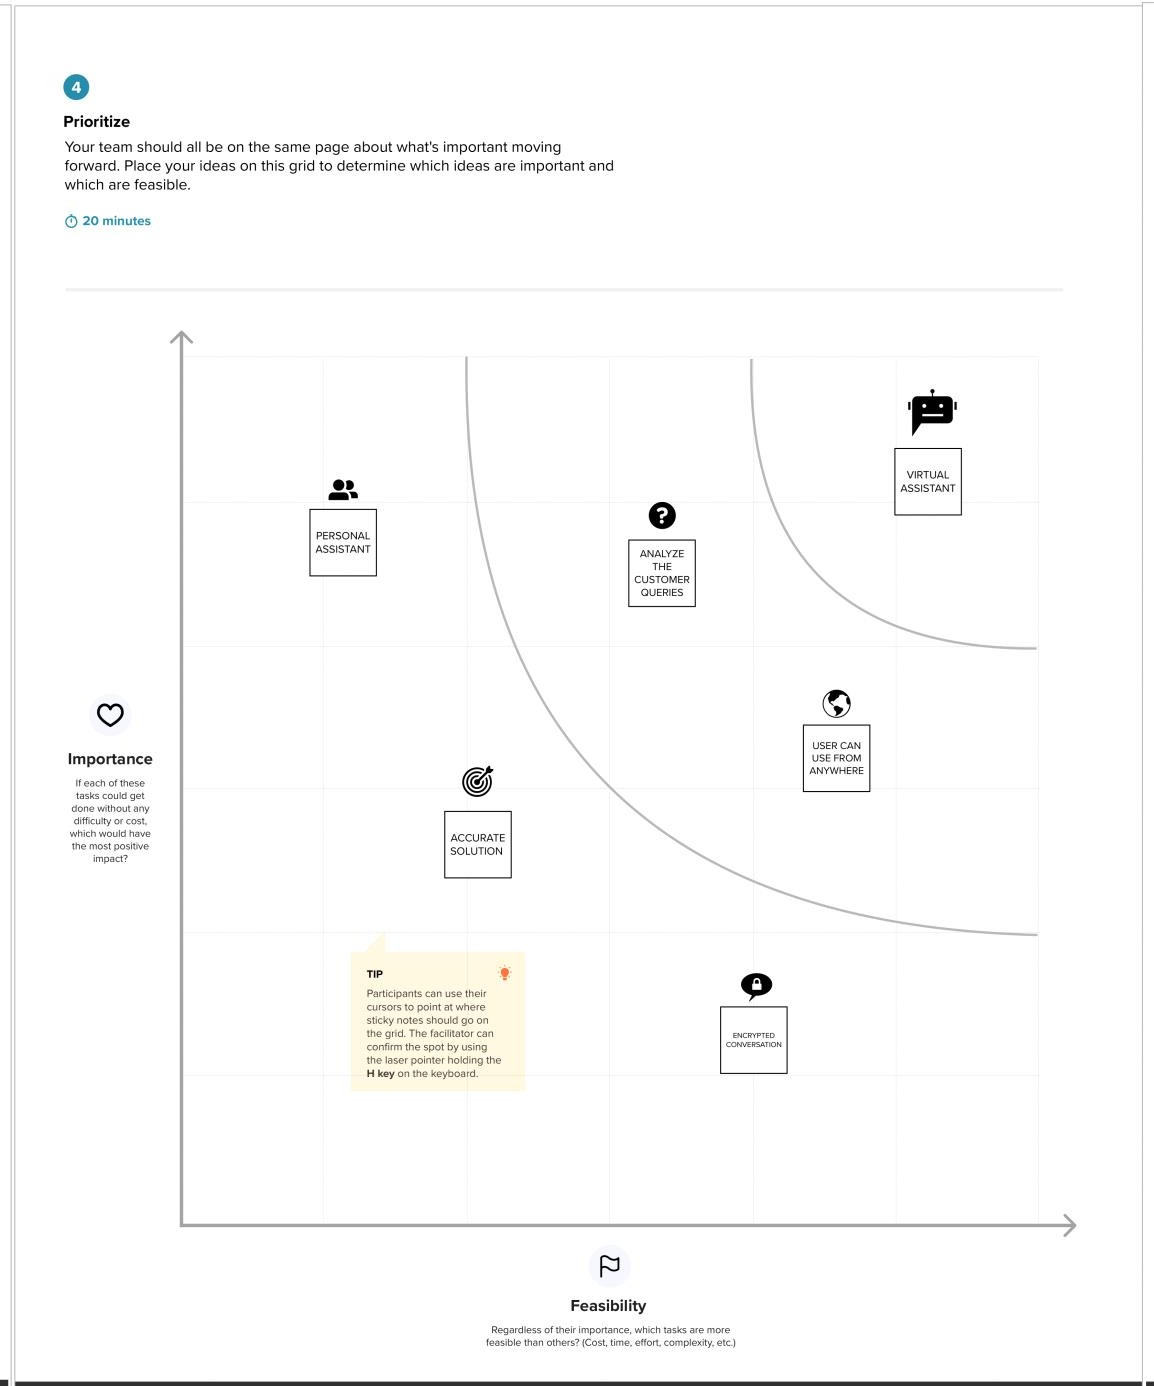 4
Prioritize
Your team should all be on the same page about what's important moving
forward. Place your ideas on this grid to determine which ideas are important and
which are feasible.
20 minutes
VIRTUAL
ASSISTANT
PERSONAL
ASSISTANT
?
ANALYZE
THE
CUSTOMER
QUERIES
Importance
If each of these
tasks could get
done without any
difficulty or cost,
which would have
the most positive
impact?
USER CAN
USE FROM
ANYWHERE
ACCURATE
SOLUTION
TIP
Participants can use their
cursors to point at where
sticky notes should go on
the grid. The facilitator can
confirm the spot by using
the laser pointer holding the
H key on the keyboard.
ENCRYPTED
CONVERSATION
Feasibility
Regardless of their importance, which tasks are more
feasible than others? (Cost, time, effort, complexity, etc.)